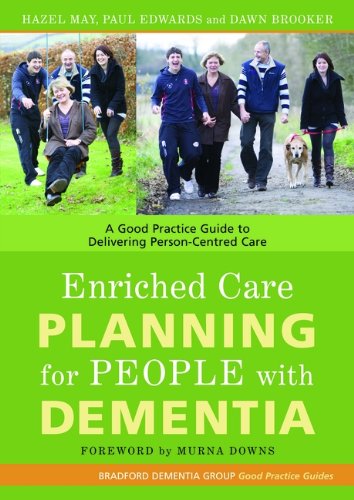 HAZEL MAY, PAUL EDWARDS and DAWN BROOKER
A Good Practice Guide to
Delivering Person-Centred Care
Enriched Care
PLANNING
for PEOPLE with
DEMENTIA
FOREWORD by MURNA DOWNS
BRADFORD DEMENTIA GROUP Good Practice Guides